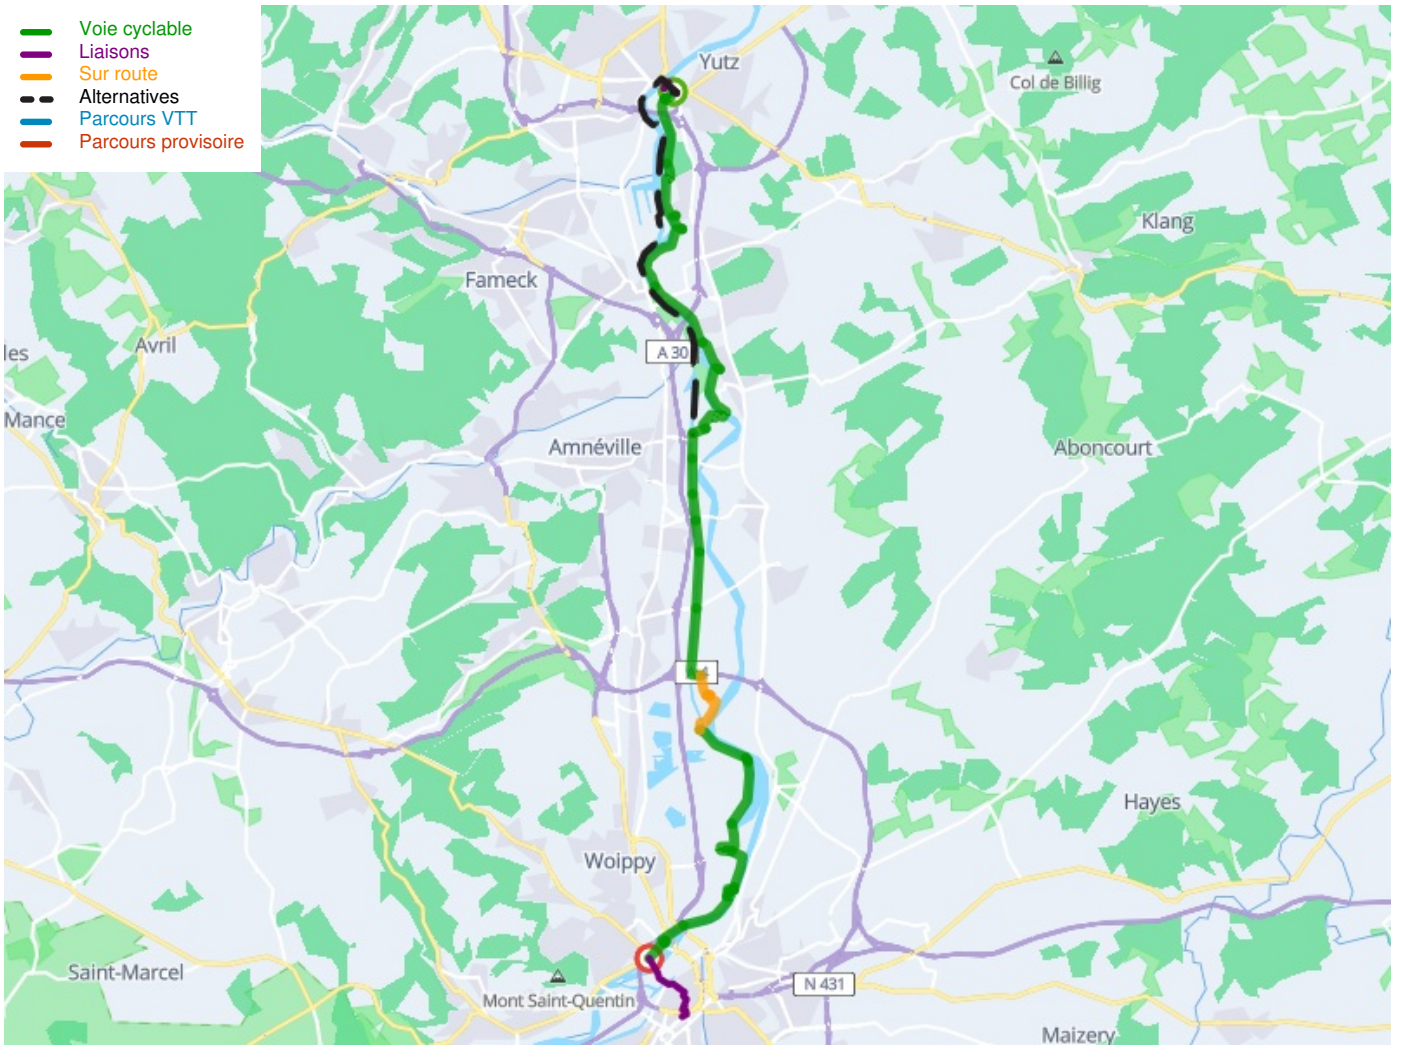 Voie cyclable
Liaisons
Sur route
Alternatives
Parcours VTT
Parcours provisoire
Yutz
Col de Billig
Klang
Fameck
les
Avril
A 30
Mance
Amnéville
Aboncourt
Hayes
Woippy
Saint-Marcel
Mont Saint-Quentin
N 431
Maizery